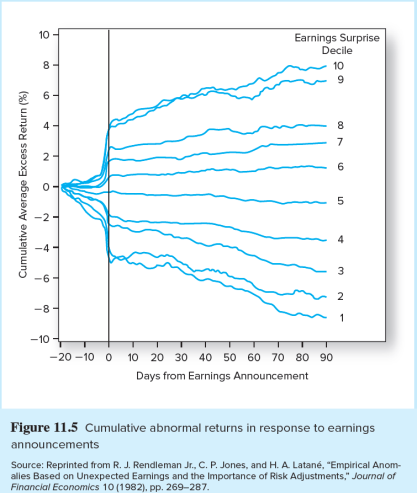 Earnings Surprise
Decile
10
8
6
4
2
0
−2
−4
−6
−8
−10
Cumulative Average Excess Return (%)
10
9
8
7
6
5
4
3
2
1
−20 −10 0 10 20 30 40 50 60 70 80 90
Days from Earnings Announcement
Figure 11.5 Cumulative abnormal returns in response to earnings
announcements
Source: Reprinted from R. J. Rendleman Jr., C. P. Jones, and H. A. Latané, “Empirical Anom-
alies Based on Unexpected Earnings and the Importance of Risk Adjustments,” Journal of
Financial Economics 10 (1982), pp. 269–287.